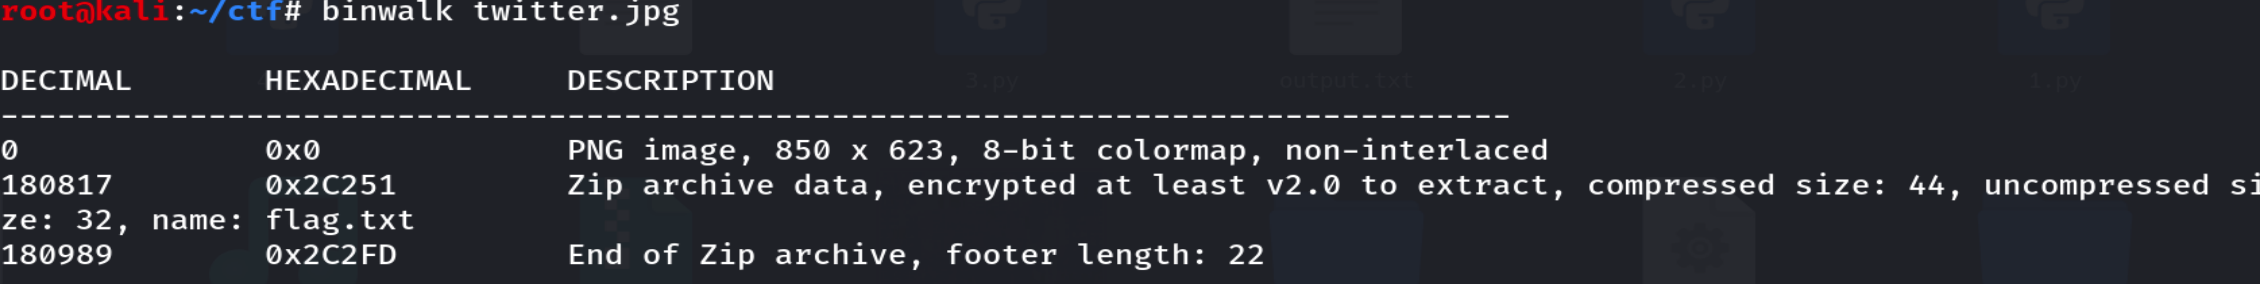 root@kali:~/ctf# binwalk twitter.jpg
DECIMAL HEXADECIMAL DESCRIPTION
3.py output.txt 2.py 1.py
--------------------------------------------------------------------------------
0 0x0 PNG image, 850 x 623, 8-bit colormap, non-interlaced
180817 0x2C251 Zip archive data, encrypted at least v2.0 to extract, compressed size: 44, uncompressed si
ze: 32, name: flag.txt
180989 0x2C2FD End of Zip archive, footer length: 22